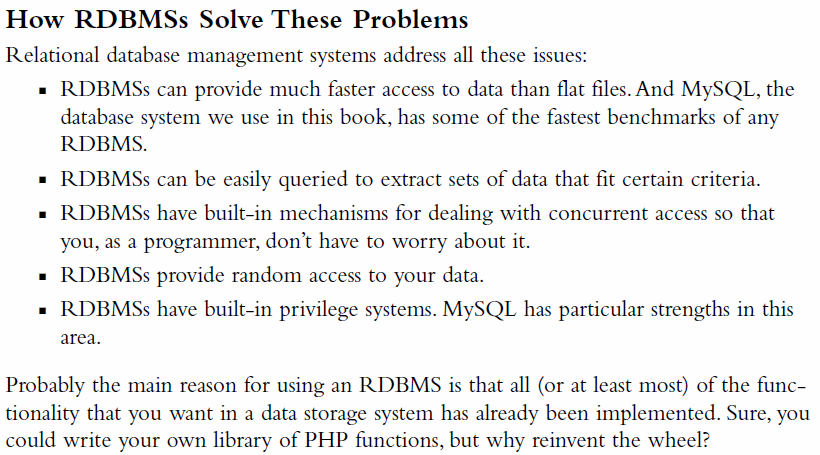 How RDBMSs Solve These Problems
Relational database management systems address all these issues:
▪ RDBMSs can provide much faster access to data than flat files. And MySQL, the
database system we use in this book, has some of the fastest benchmarks of any
RDBMS.
▪ RDBMSs can be easily queried to extract sets of data that fit certain criteria.
▪ RDBMSs have built-in mechanisms for dealing with concurrent access so that
you, as a programmer, don't have to worry about it.
▪ RDBMSs provide random access to your data.
▪ RDBMSs have built-in privilege systems. MySQL has particular strengths in this
area.
Probably the main reason for using an RDBMS is that all (or at least most) of the func-
tionality that you want in a data storage system has already been implemented. Sure, you
could write your own library of PHP functions, but why reinvent the wheel?